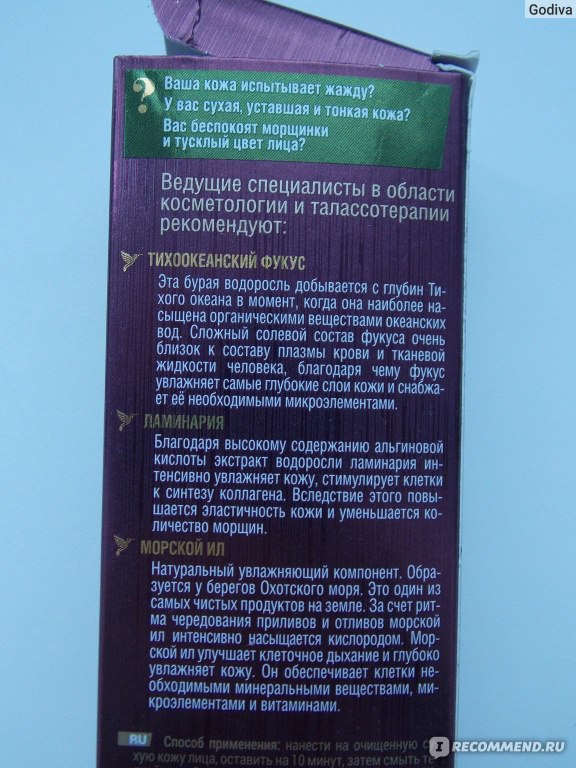 Godiva
?
Ваша кожа испытывает жажду?
У вас сухая, уставшая и тонкая кожа?
Вас беспокоят морщинки
и тусклый цвет лица?
Ведущие специалисты в области
косметологии и талассотерапии
рекомендуют:
ТИХООКЕАНСКИЙ ФУКУС
Эта бурая водоросль добывается с глубин Ти-
хого океана в момент, когда она наиболее на-
сыщена органическими веществами океанских
вод. Сложный солевой состав фукуса очень
близок к составу плазмы крови и тканевой
жидкости человека, благодаря чему фукус
увлажняет самые глубокие слои кожи и снабжа-
ет её необходимыми микроэлементами.
ЛАМИНАРИЯ
Благодаря высокому содержанию альгиновой
кислоты экстракт водоросли ламинария ин-
тенсивно увлажняет кожу, стимулирует клетки
к синтезу коллагена. Вследствие этого повы-
шается эластичность кожи и уменьшается ко-
личество морщин.
МОРСКОЙ ИЛ
Натуральный увлажняющий компонент. Обра-
зуется у берегов Охотского моря. Это один из
самых чистых продуктов на земле. За счет рит-
ма чередования приливов и отливов морской
ил интенсивно насыщается кислородом. Мор-
ской ил улучшает клеточное дыхание и глубоко
увлажняет кожу. Он обеспечивает клетки не-
обходимыми минеральными веществами, ми-
кроэлементами и витаминами.
RU Способ применения: нанести на очищенную
кожу лица, оставить на 10 минут, затем смыть
IRECOMMEND.RU